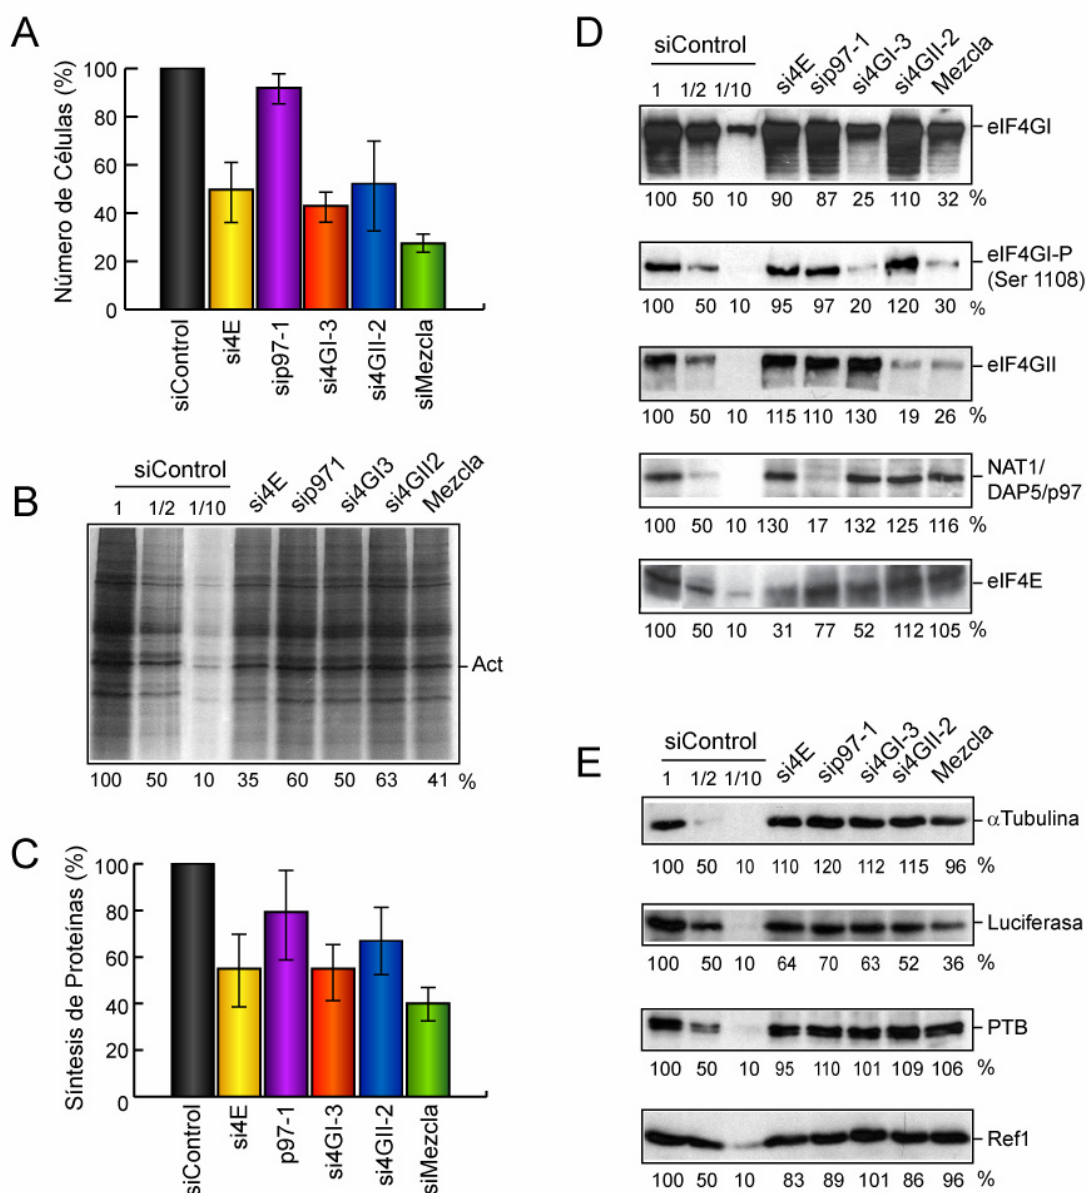 A
Número de Células (%)
100
80
60
40
20
0
siControl
si4E
sip97-1
si4GI-3
si4GII-2
siMezcla
B
siControl
1 1/2 1/10 si4E sip971 si4GI3 si4GII2 Mezcla
Act
100 50 10 35 60 50 63 41 %
C
Síntesis de Proteínas (%)
100
80
60
40
20
0
siControl
si4E
p97-1
si4GI-3
si4GII-2
siMezcla
D
siControl
1 1/2 1/10 si4E sip97-1 si4GI-3 si4GII-2 Mezcla
eIF4GI
100 50 10 90 87 25 110 32 %
eIF4GI-P
(Ser 1108)
100 50 10 95 97 20 120 30 %
eIF4GII
100 50 10 115 110 130 19 26 %
NAT1/
DAP5/p97
100 50 10 130 17 132 125 116 %
eIF4E
100 50 10 31 77 52 112 105 %
E
siControl
1 1/2 1/10 si4E sip97-1 si4GI-3 si4GII-2 Mezcla
αTubulina
100 50 10 110 120 112 115 96 %
Luciferasa
100 50 10 64 70 63 52 36 %
PTB
100 50 10 95 110 101 109 106 %
Ref1
100 50 10 83 89 101 86 96 %